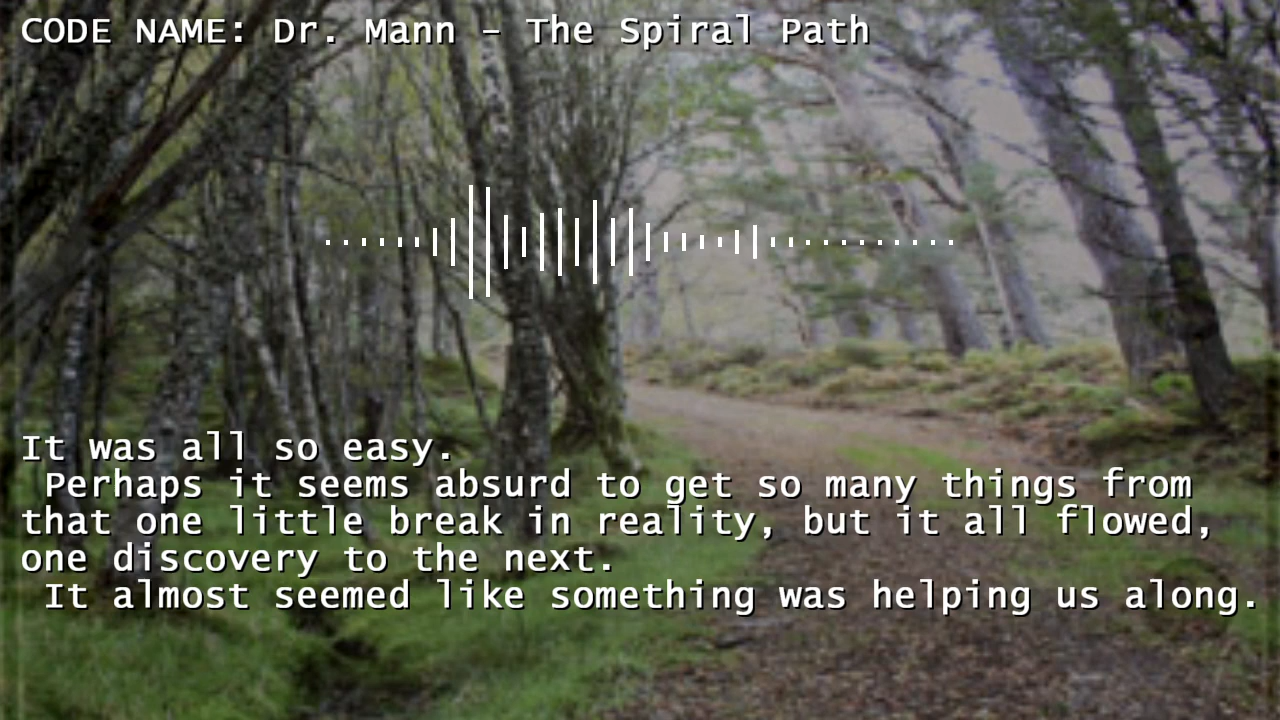 CODE NAME: Dr. Mann – The Spiral Path
It was all so easy.
Perhaps it seems absurd to get so many things from
that one little break in reality, but it all flowed,
one discovery to the next.
It almost seemed like something was helping us along.